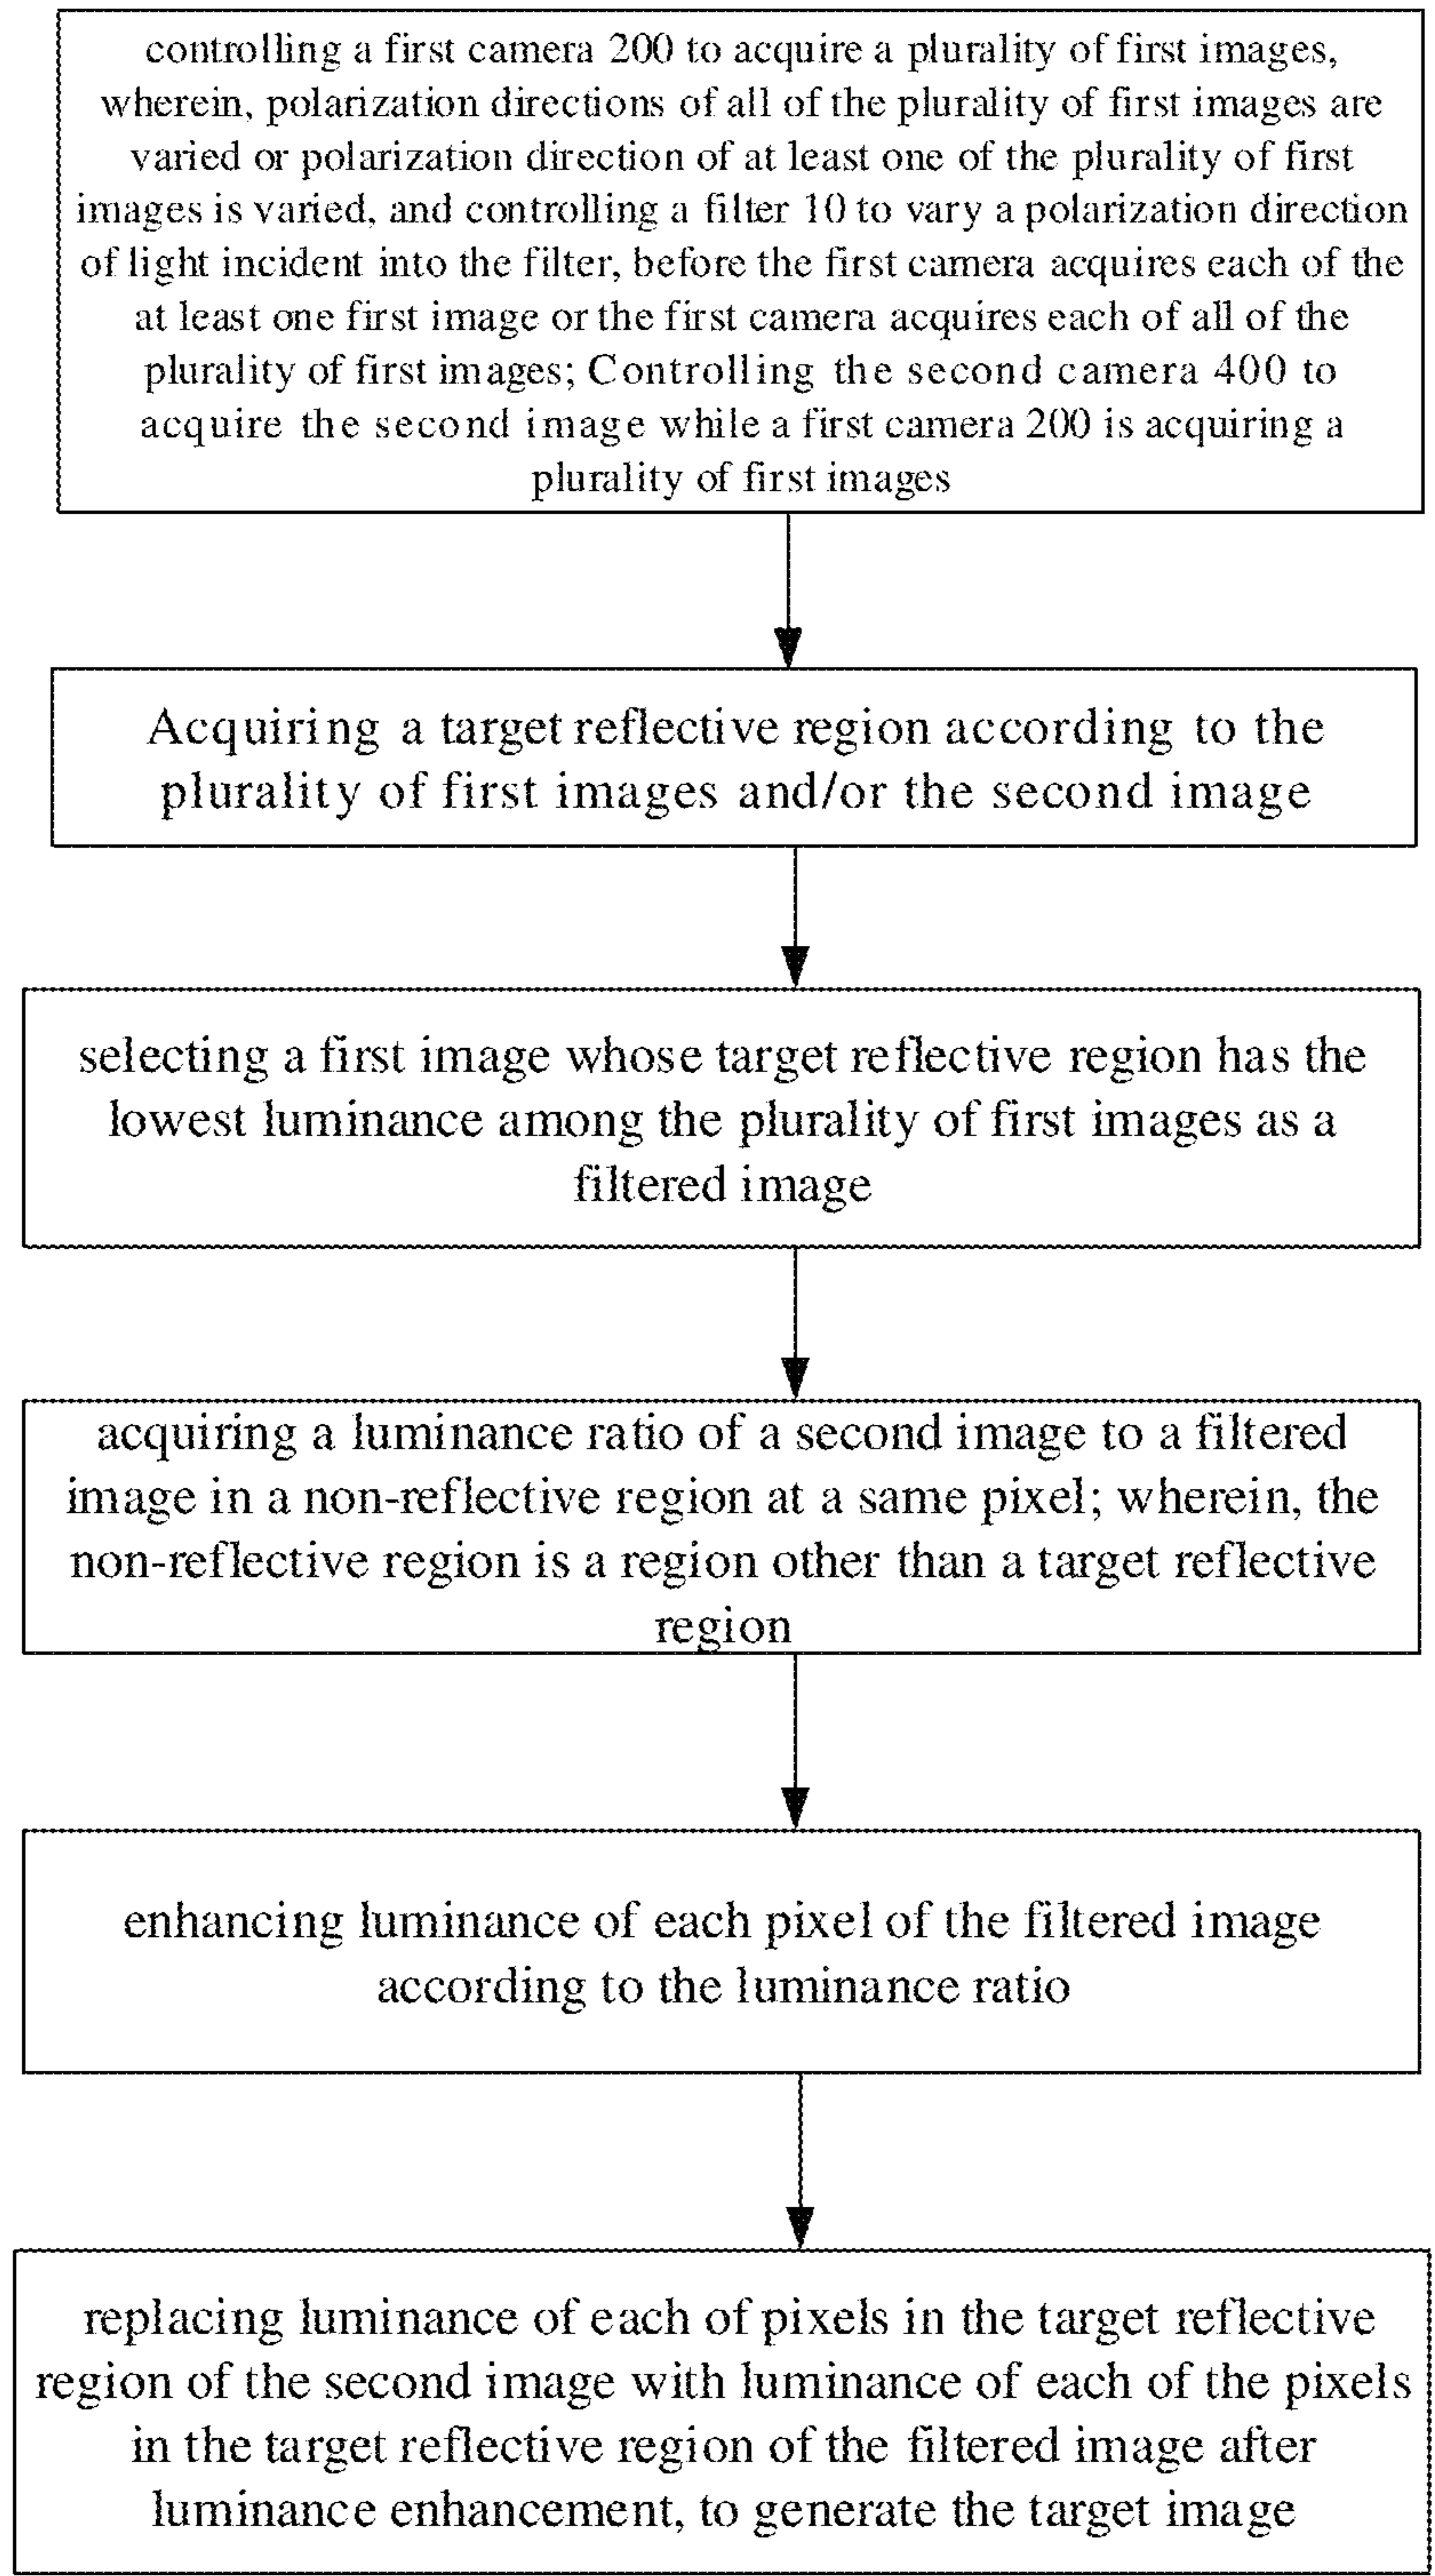 controlling a first camera 200 to acquire a plurality of first images,
wherein, polarization directions of all of the plurality of first images are
varied or polarization direction of at least one of the plurality of first
images is varied, and controlling a filter 10 to vary a polarization direction
of light incident into the filter, before the first camera acquires each of the
at least one first image or the first camera acquires each of all of the
plurality of first images; Controlling the second camera 400 to
acquire the second image while a first camera 200 is acquiring a
plurality of first images
Acquiring a target reflective region according to the
plurality of first images and/or the second image
selecting a first image whose target reflective region has the
lowest luminance among the plurality of first images as a
filtered image
acquiring a luminance ratio of a second image to a filtered
image in a non-reflective region at a same pixel; wherein, the
non-reflective region is a region other than a target reflective
region
enhancing luminance of each pixel of the filtered image
according to the luminance ratio
replacing luminance of each of pixels in the target reflective
region of the second image with luminance of each of the pixels
in the target reflective region of the filtered image after
luminance enhancement, to generate the target image